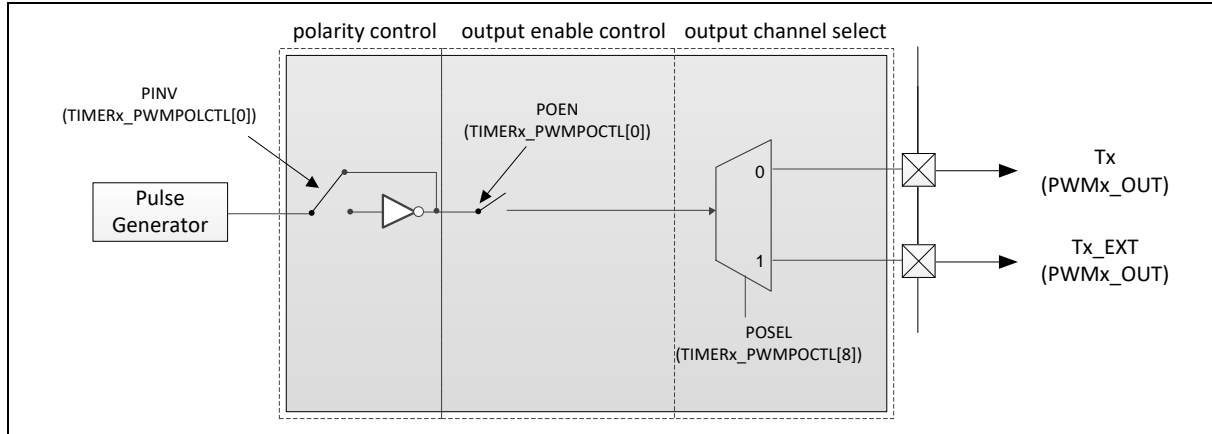 polarity control
output enable control
output channel select
PINV
(TIMERx_PWMPOLCTL[0])
POEN
(TIMERx_PWMPOCTL[0])
Pulse
Generator
0
1
POSEL
(TIMERx_PWMPOCTL[8])
Tx
(PWMx_OUT)
Tx_EXT
(PWMx_OUT)